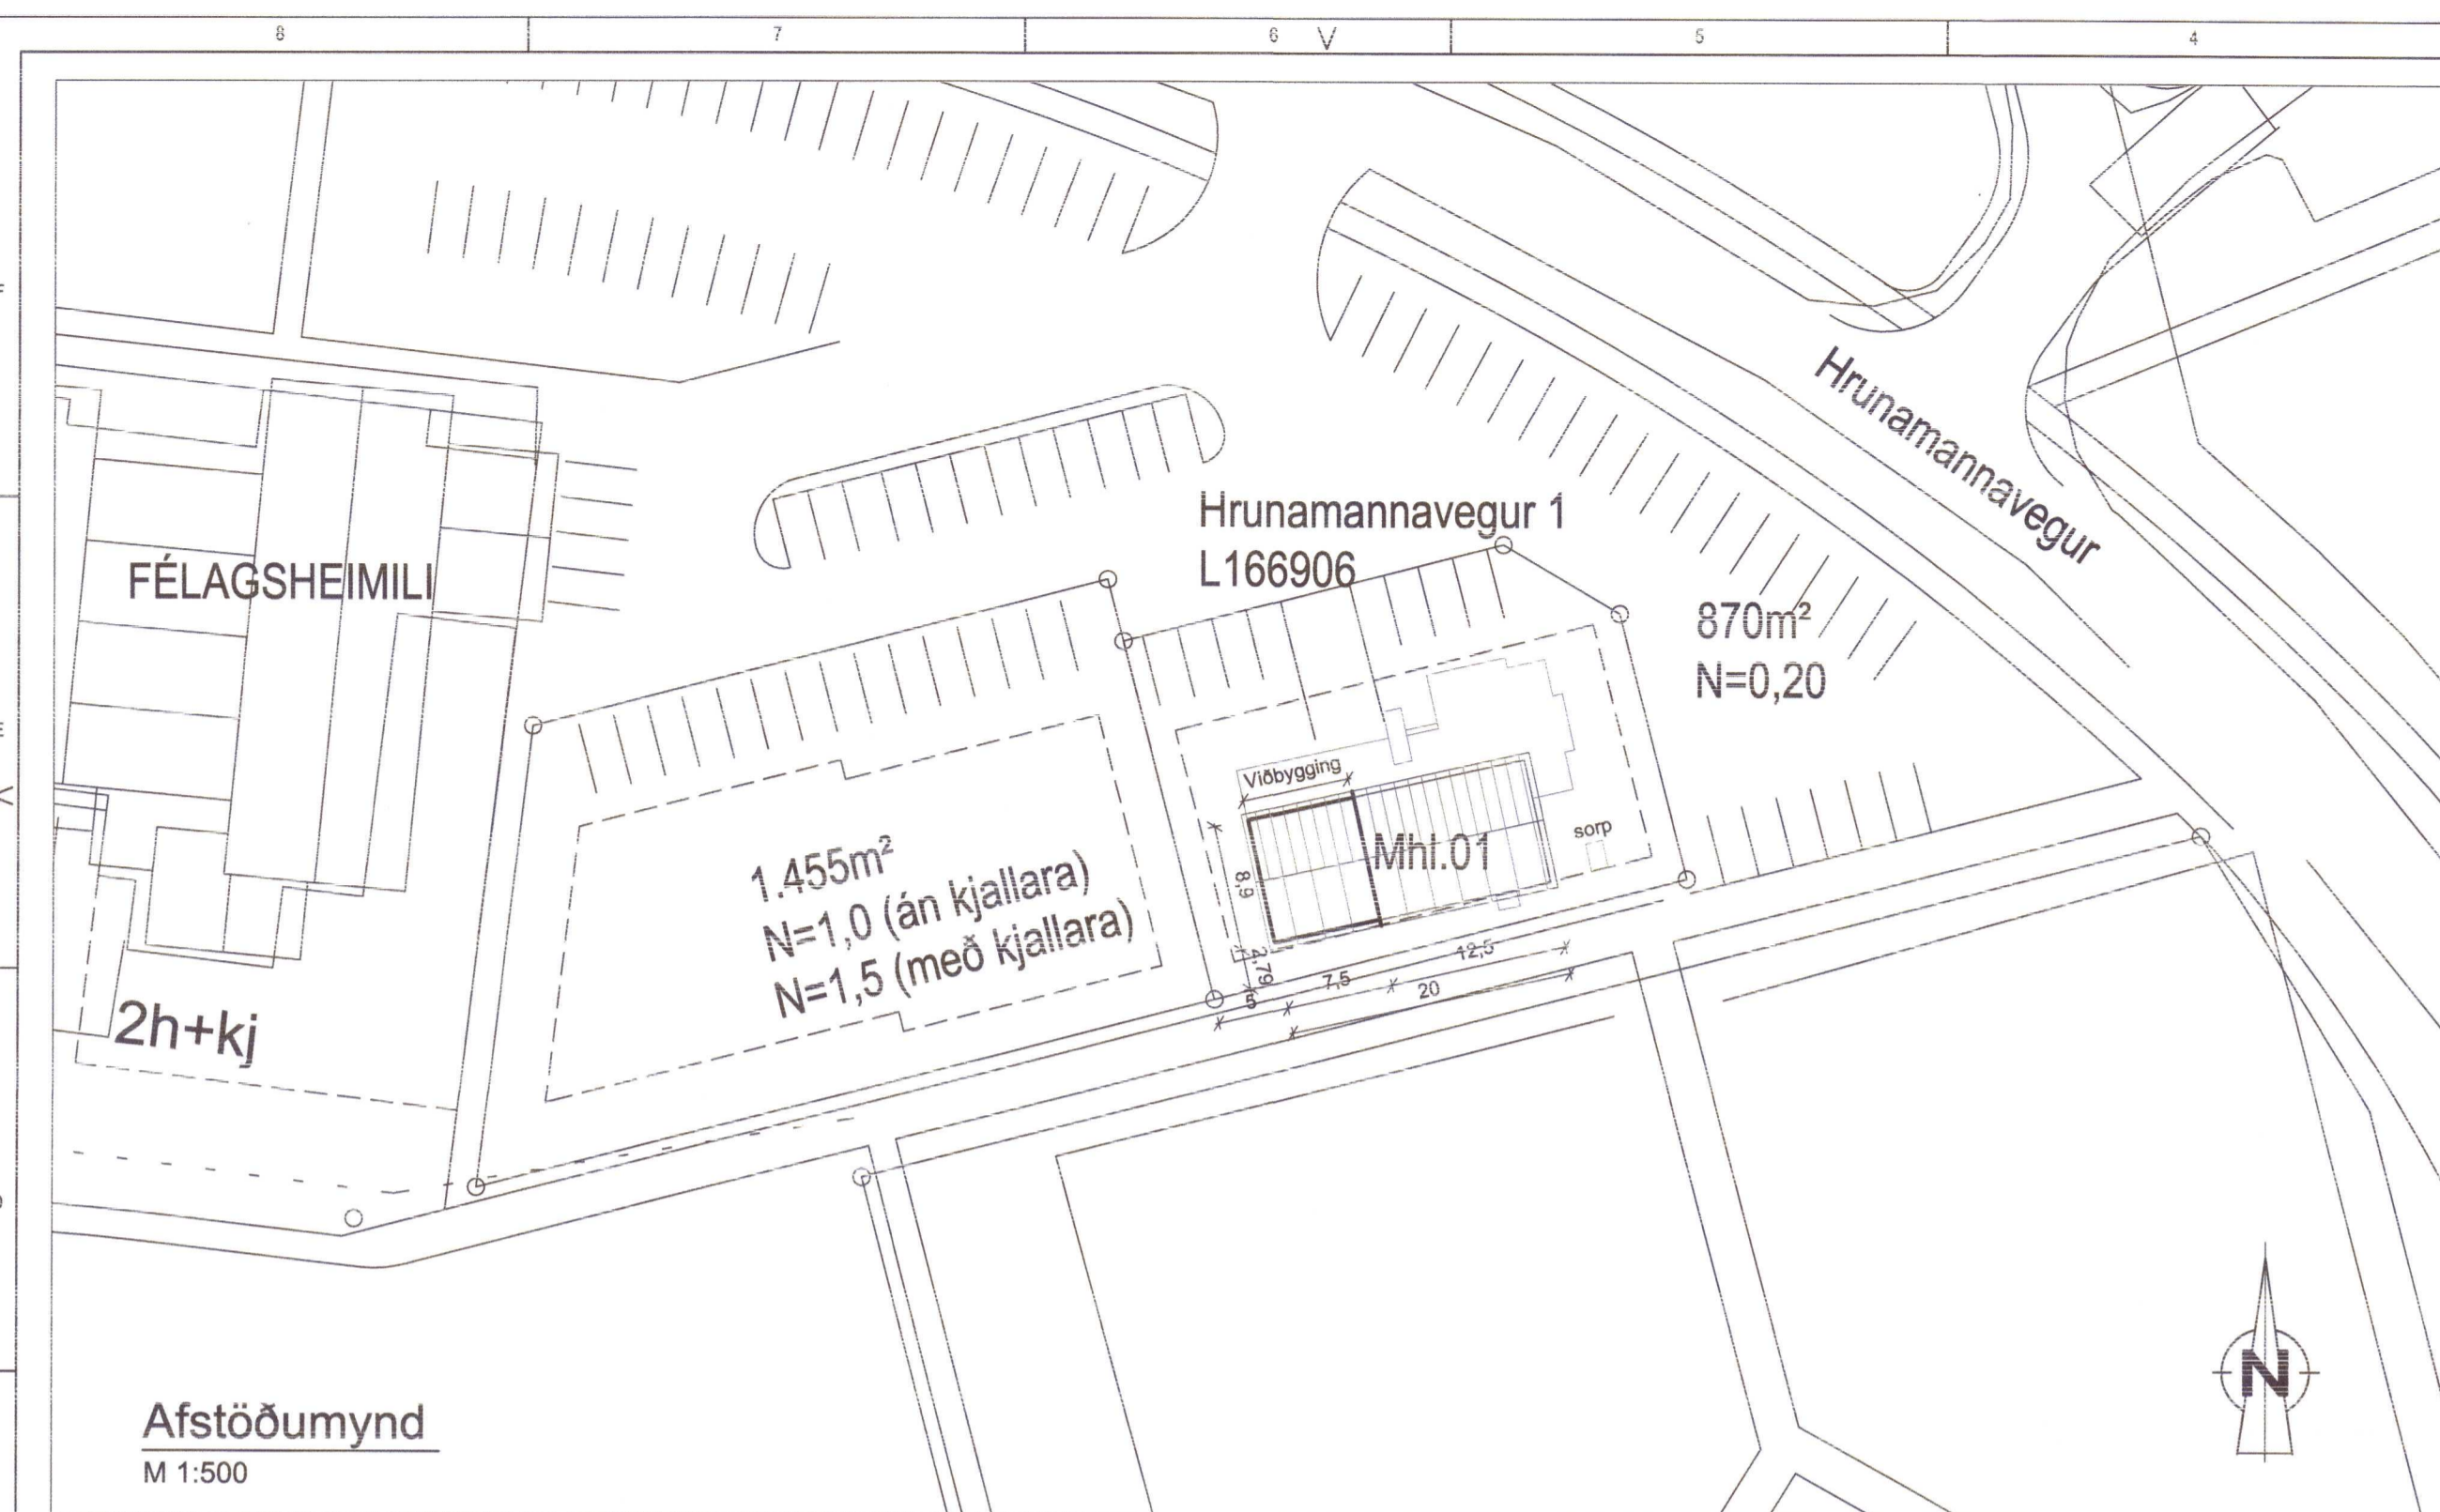 8 7 6 V 5 4
Hrunamannavegur
Hrunamannavegur 1
L166906
870m²
N=0,20
FÉLAGSHEIMILI
Viðbygging
Mhl.01
sorp
8,9
2,79
5
7,5
12,5
20
1.455m²
N=1,0 (án kjallara)
N=1,5 (með kjallara)
2h+kj
N
Afstöðumynd
M 1:500